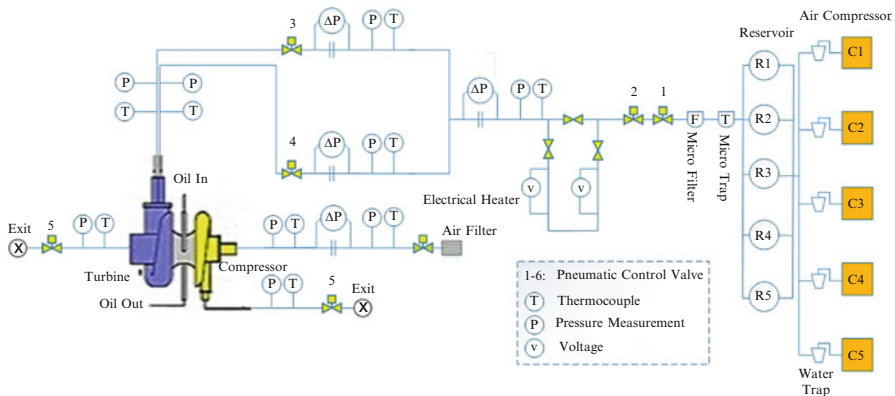 Air Compressor
3
ΔP
P
T
Reservoir
C1
R1
P
P
ΔP
P
T
2
1
T
T
F
T
R2
C2
4
ΔP
P
T
Micro Filter
Micro Trap
Oil In
R3
Electrical Heater
v
v
C3
Exit
5
P
T
P
T
ΔP
P
T
X
Air Filter
R4
Turbine
Compressor
5
Exit
P
T
X
C4
Oil Out
R5
1-6: Pneumatic Control Valve
T Thermocouple
P Pressure Measurement
v Voltage
C5
Water
Trap